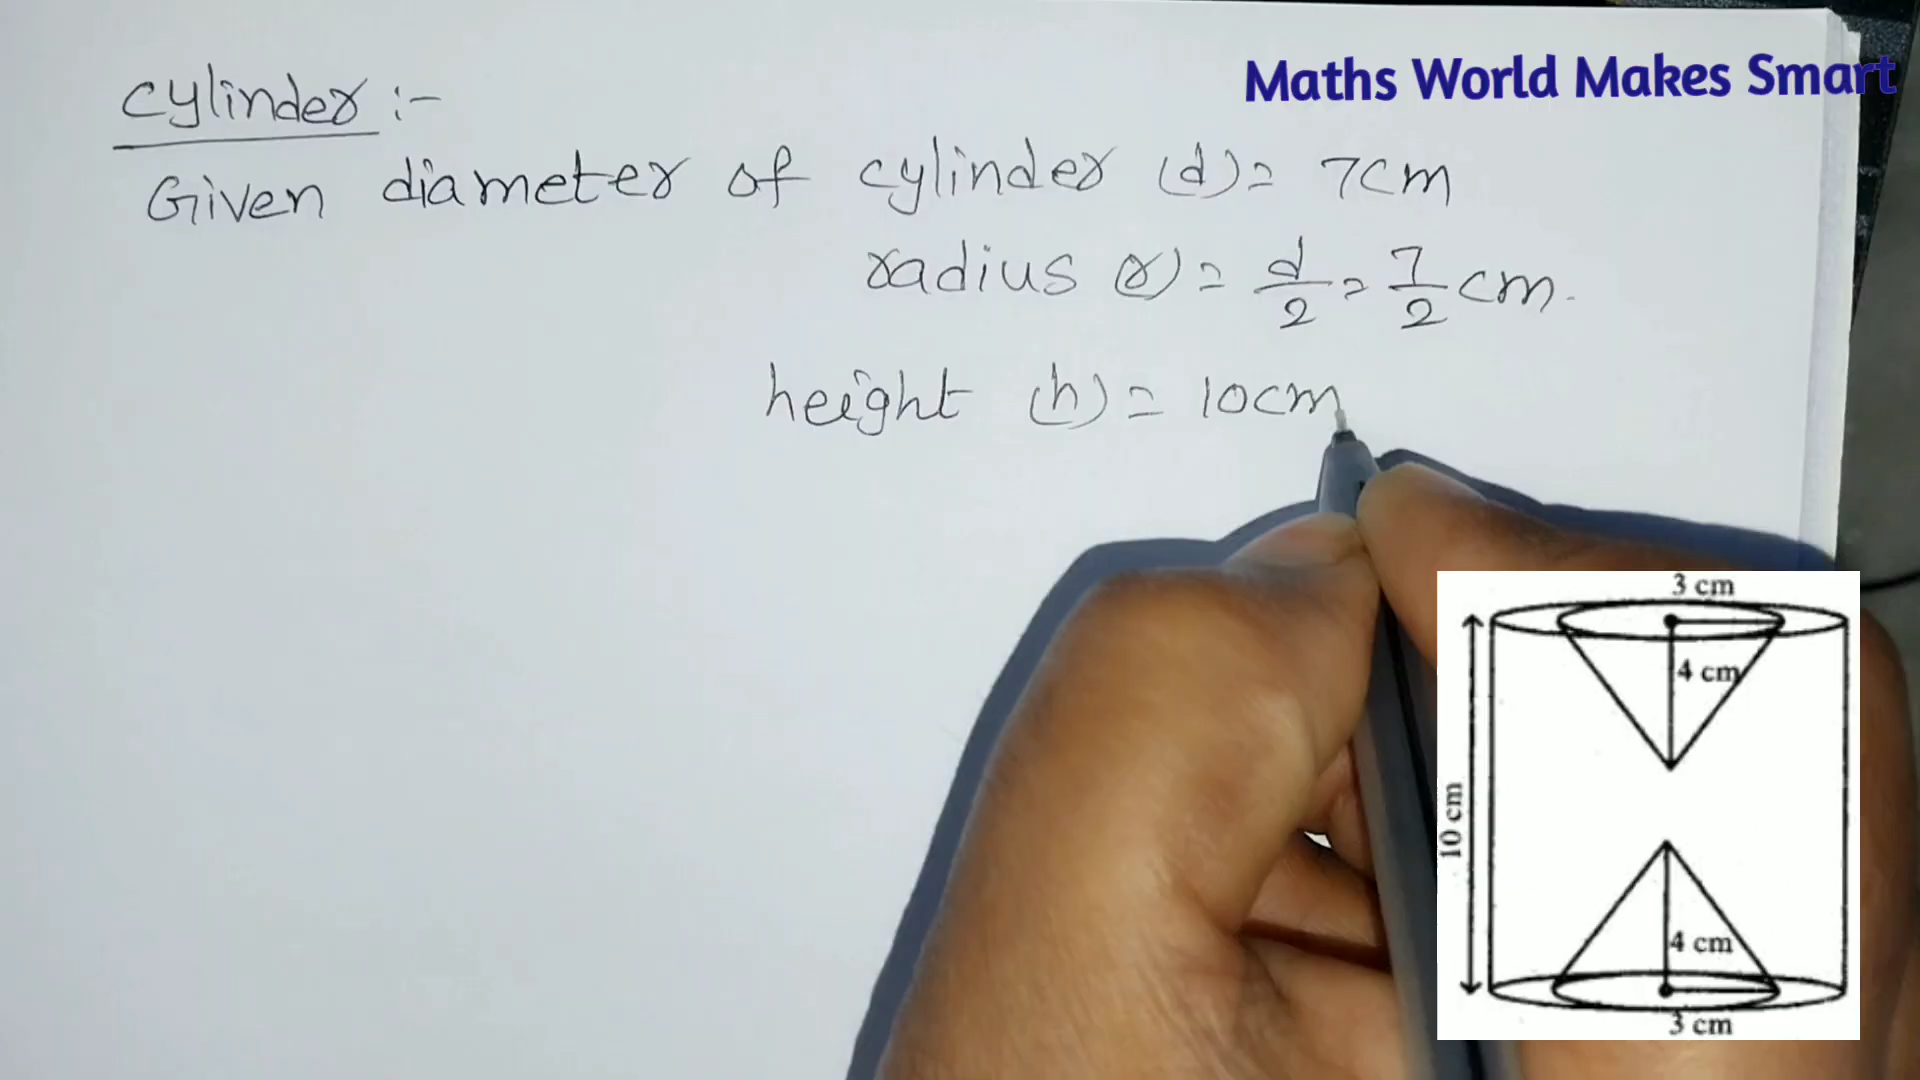 Maths World Makes Smart
cylinder :-
Given diameter of cylinder (d) = 7cm
radius (r) = d/2 = 7/2 cm.
height (h) = 10cm
3 cm
4 cm
10 cm
4 cm
3 cm